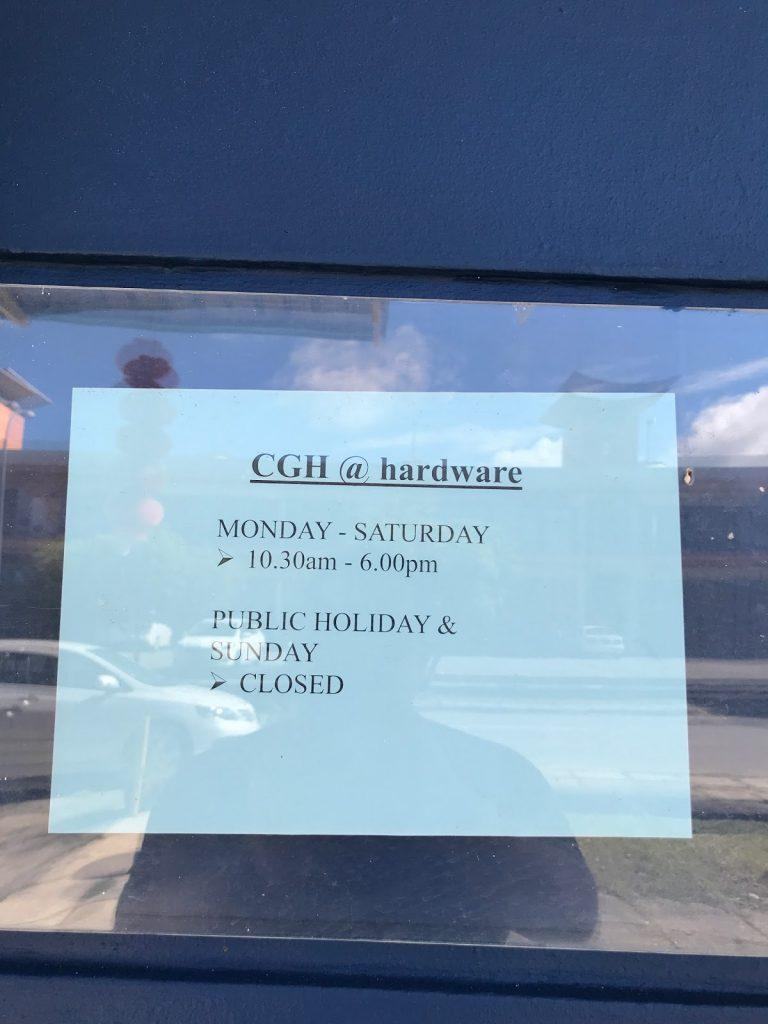 CGH @ hardware
MONDAY - SATURDAY
➢ 10.30am - 6.00pm
PUBLIC HOLIDAY &
SUNDAY
➢ CLOSED